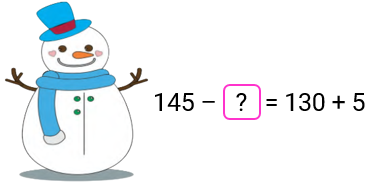 145 – ? = 130 + 5